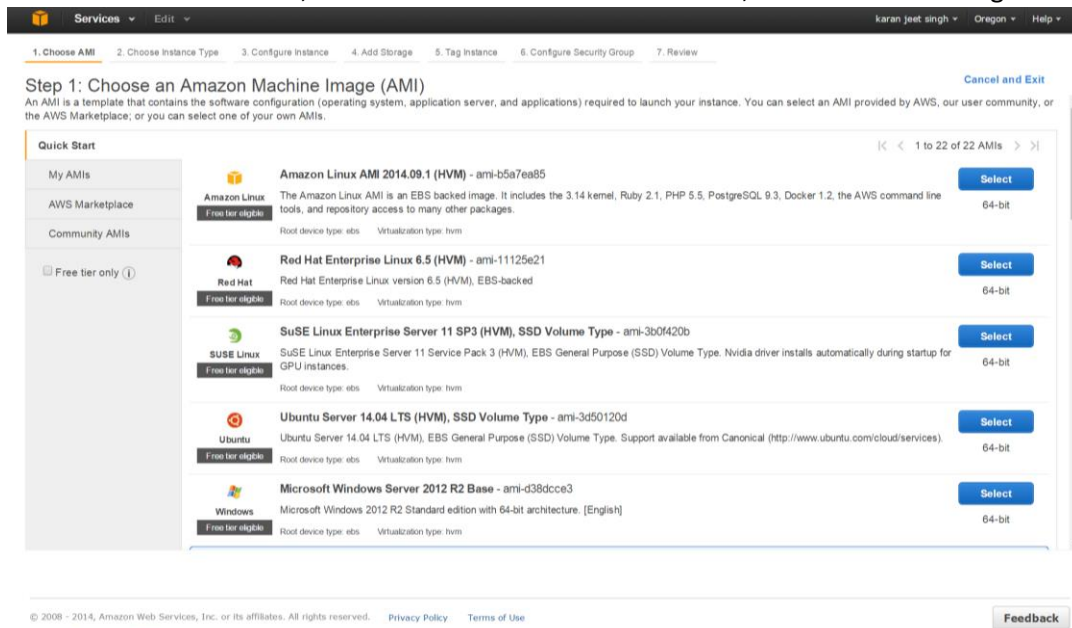 Services Edit karan jeet singh Oregon Help
1. Choose AMI 2. Choose Instance Type 3. Configure Instance 4. Add Storage 5. Tag Instance 6. Configure Security Group 7. Review
Step 1: Choose an Amazon Machine Image (AMI)
Cancel and Exit
An AMI is a template that contains the software configuration (operating system, application server, and applications) required to launch your instance. You can select an AMI provided by AWS, our user community, or
the AWS Marketplace; or you can select one of your own AMIs.
Quick Start
1 to 22 of 22 AMIs
My AMIs
AWS Marketplace
Community AMIs
Free tier only
Amazon Linux
Free tier eligible
Amazon Linux AMI 2014.09.1 (HVM) - ami-b5a7ea85
The Amazon Linux AMI is an EBS backed image. It includes the 3.14 kernel, Ruby 2.1, PHP 5.5, PostgreSQL 9.3, Docker 1.2, the AWS command line
tools, and repository access to many other packages.
Root device type: ebs Virtualization type: hvm
Select
64-bit
Red Hat
Free tier eligible
Red Hat Enterprise Linux 6.5 (HVM) - ami-11125e21
Red Hat Enterprise Linux version 6.5 (HVM), EBS-backed
Root device type: ebs Virtualization type: hvm
Select
64-bit
SUSE Linux
Free tier eligible
SuSE Linux Enterprise Server 11 SP3 (HVM), SSD Volume Type - ami-3b0f420b
SuSE Linux Enterprise Server 11 Service Pack 3 (HVM), EBS General Purpose (SSD) Volume Type. Nvidia driver installs automatically during startup for
GPU instances.
Root device type: ebs Virtualization type: hvm
Select
64-bit
Ubuntu
Free tier eligible
Ubuntu Server 14.04 LTS (HVM), SSD Volume Type - ami-3d50120d
Ubuntu Server 14.04 LTS (HVM), EBS General Purpose (SSD) Volume Type. Support available from Canonical (http://www.ubuntu.com/cloud/services).
Root device type: ebs Virtualization type: hvm
Select
64-bit
Windows
Free tier eligible
Microsoft Windows Server 2012 R2 Base - ami-d38dcce3
Microsoft Windows 2012 R2 Standard edition with 64-bit architecture. [English]
Root device type: ebs Virtualization type: hvm
Select
64-bit
© 2008 - 2014, Amazon Web Services, Inc. or its affiliates. All rights reserved. Privacy Policy Terms of Use
Feedback